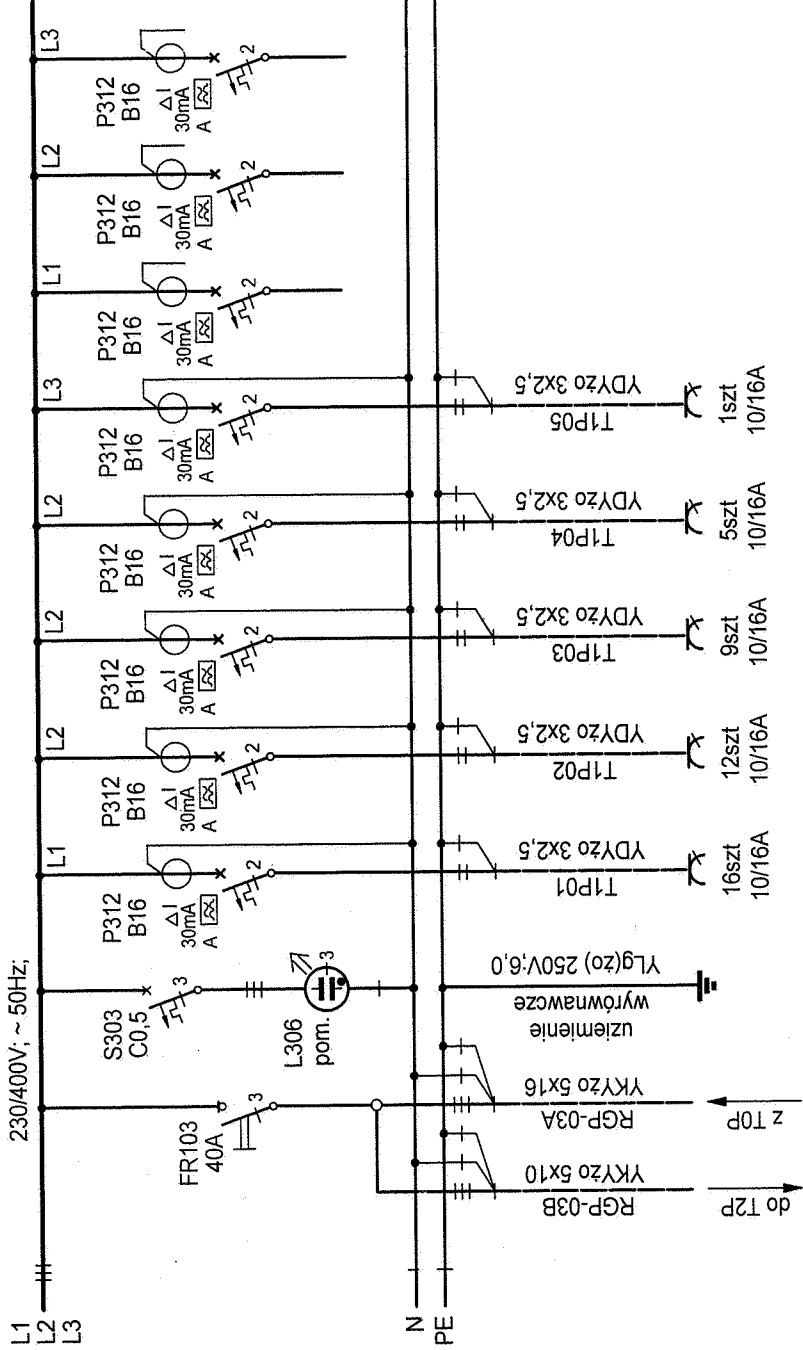 L1
L2
L3
230/400V; ~ 50Hz;
N
PE
FR103
40A
3
S303
C0,5
3
L306
pom.
3
P312
B16
ΔI
30mA
A
2
L1
P312
B16
ΔI
30mA
A
2
L2
P312
B16
ΔI
30mA
A
2
L2
P312
B16
ΔI
30mA
A
2
L2
P312
B16
ΔI
30mA
A
2
L3
P312
B16
ΔI
30mA
A
2
L1
P312
B16
ΔI
30mA
A
2
L2
P312
B16
ΔI
30mA
A
2
L3
RGP-03B
YKYżo 5x10
do T2P
RGP-03A
YKYżo 5x16
z T0P
uziemienie
wyrównawcze
YLg(żo) 250V;6,0
T1P01
YDYżo 3x2,5
16szt
10/16A
T1P02
YDYżo 3x2,5
12szt
10/16A
T1P03
YDYżo 3x2,5
9szt
10/16A
T1P04
YDYżo 3x2,5
5szt
10/16A
T1P05
YDYżo 3x2,5
1szt
10/16A